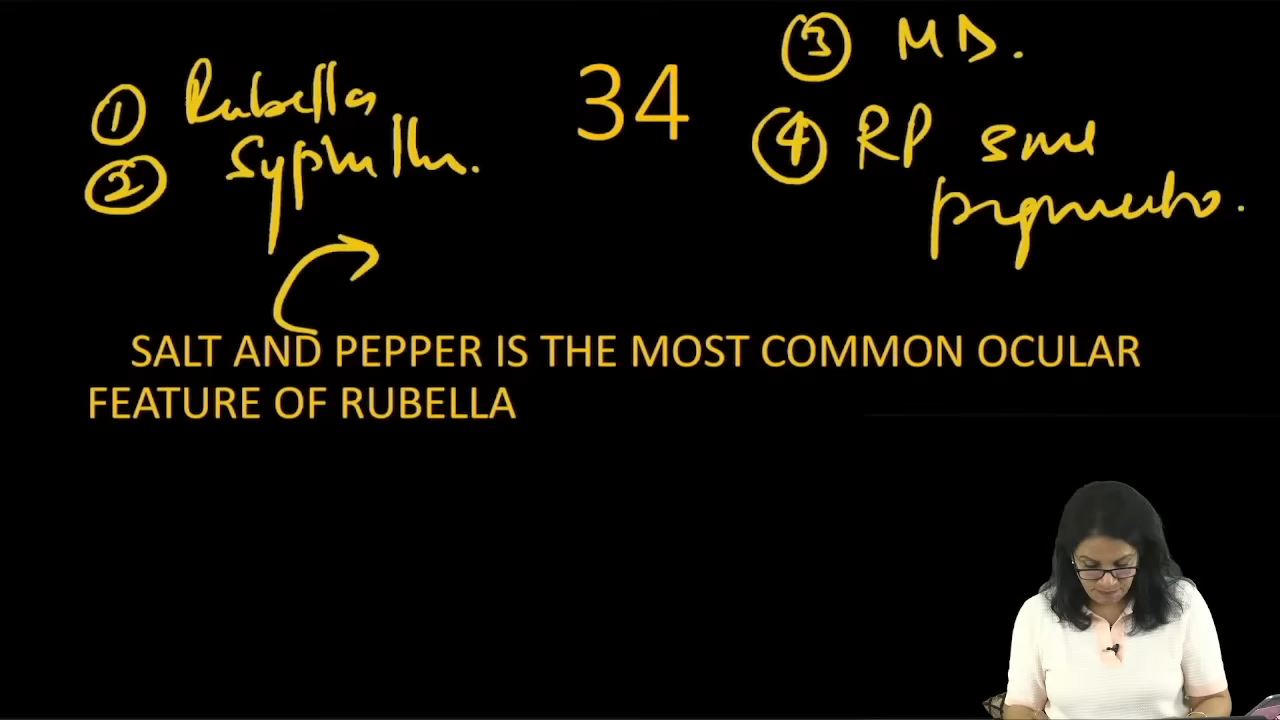 ① Rubella
② Syphillis.
34
③ MD.
④ RP sine
pigmento.
SALT AND PEPPER IS THE MOST COMMON OCULAR
FEATURE OF RUBELLA